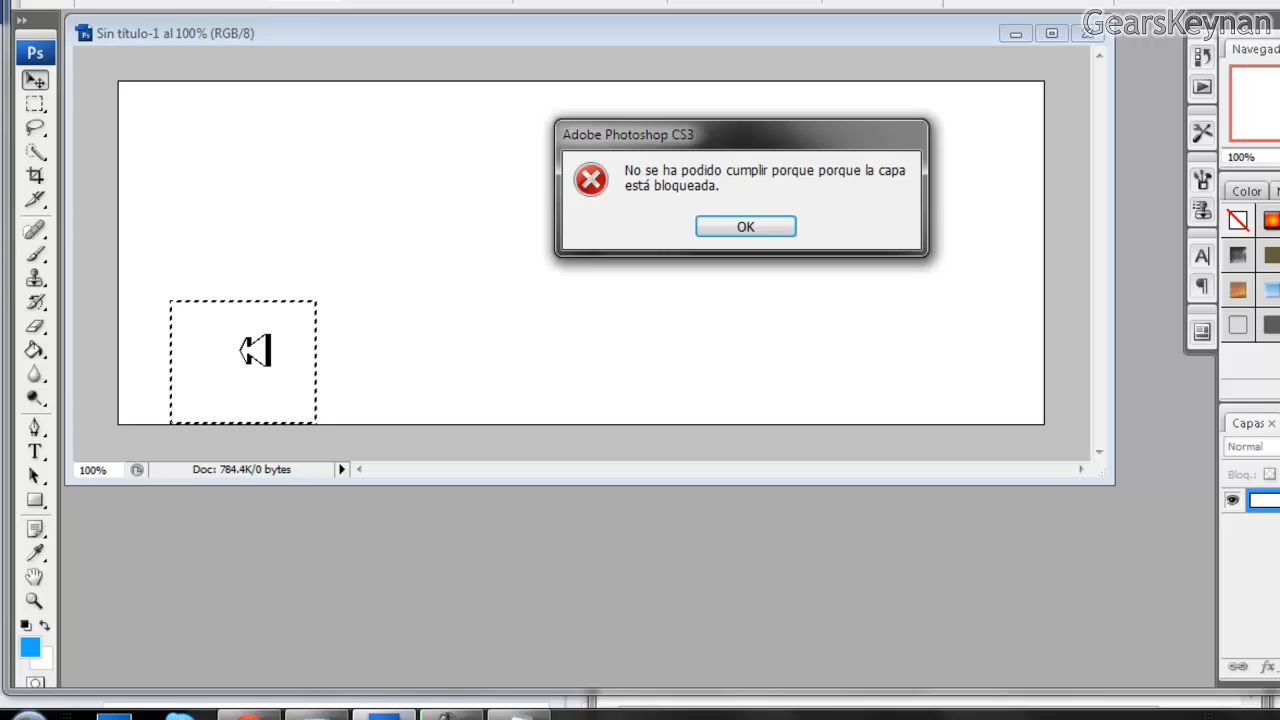 GearsKeynan
Sin título-1 al 100% (RGB/8)
Ps
Navegad
Adobe Photoshop CS3
No se ha podido cumplir porque porque la capa
está bloqueada.
OK
100%
Color
Capas ×
Normal
Bloq.:
100%
Doc: 784.4K/0 bytes
T
A
fx